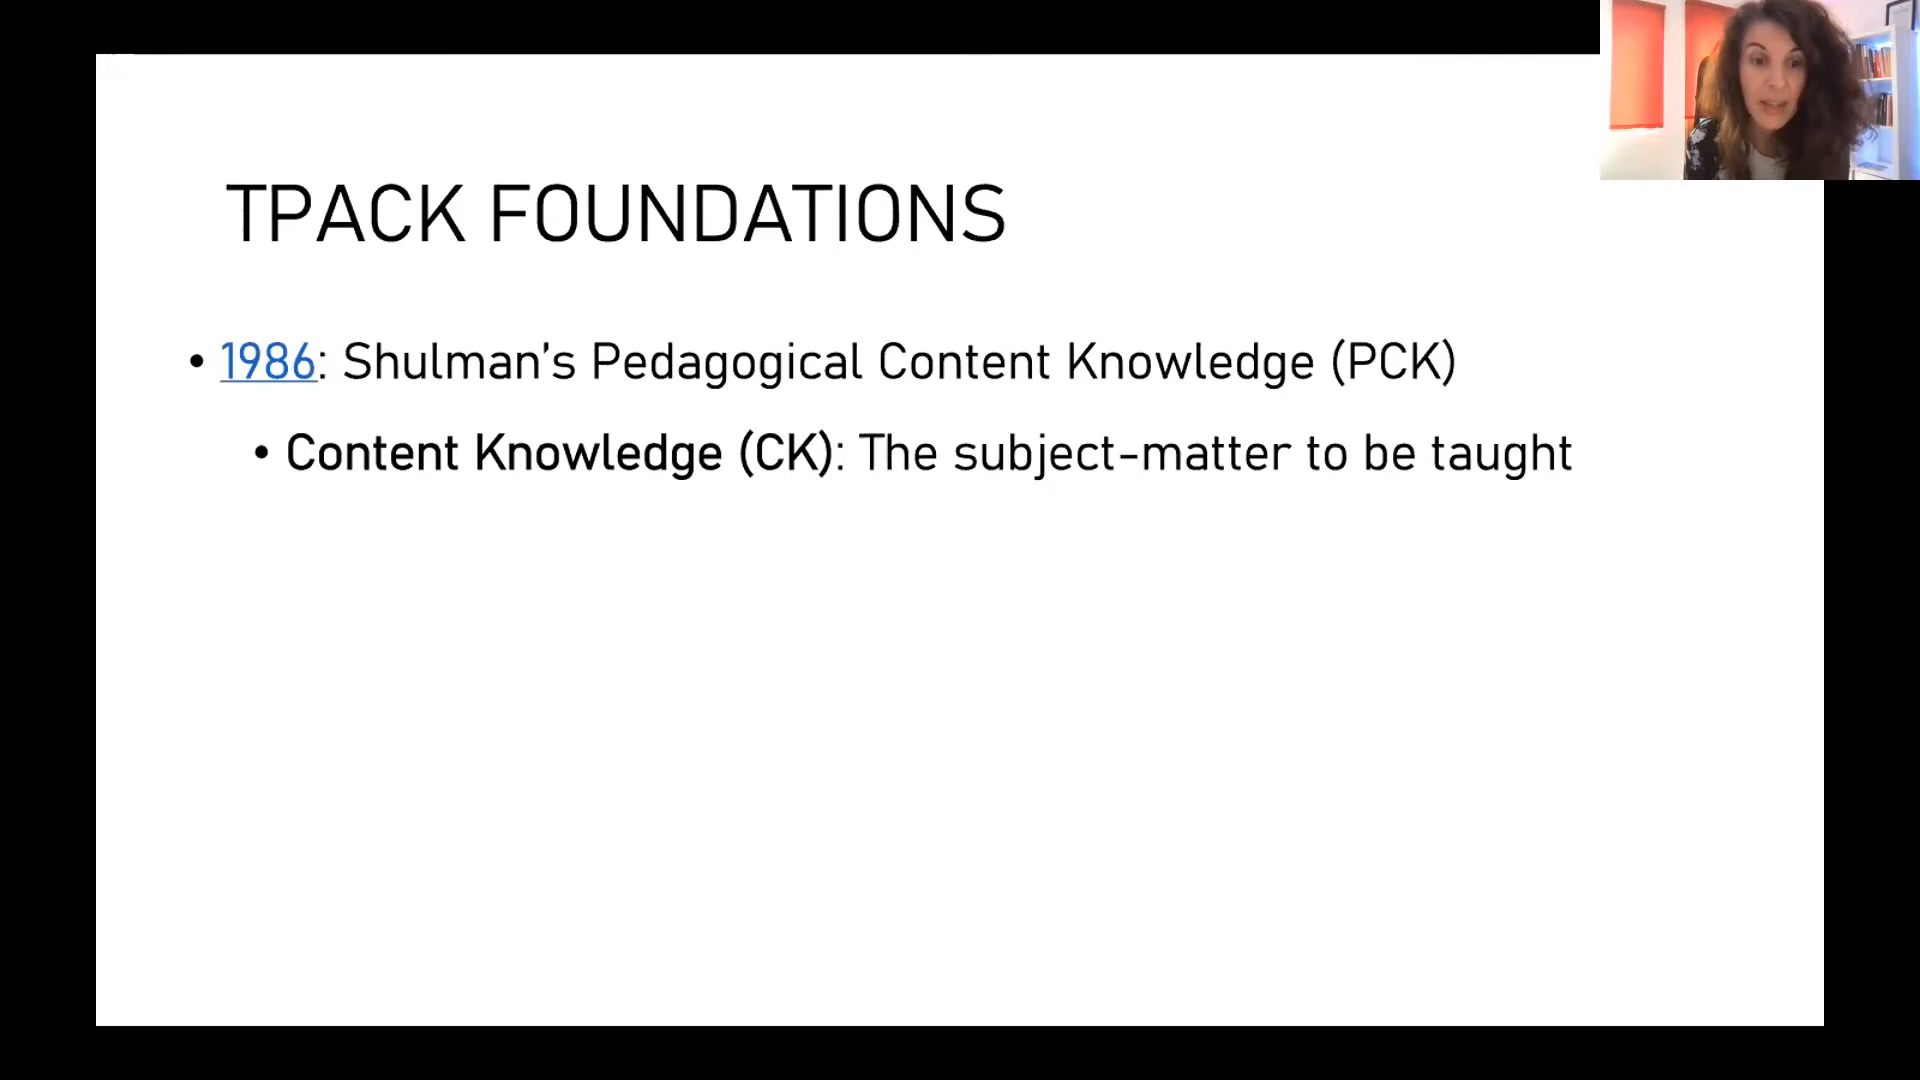 TPACK FOUNDATIONS
• 1986: Shulman’s Pedagogical Content Knowledge (PCK)
• Content Knowledge (CK): The subject-matter to be taught